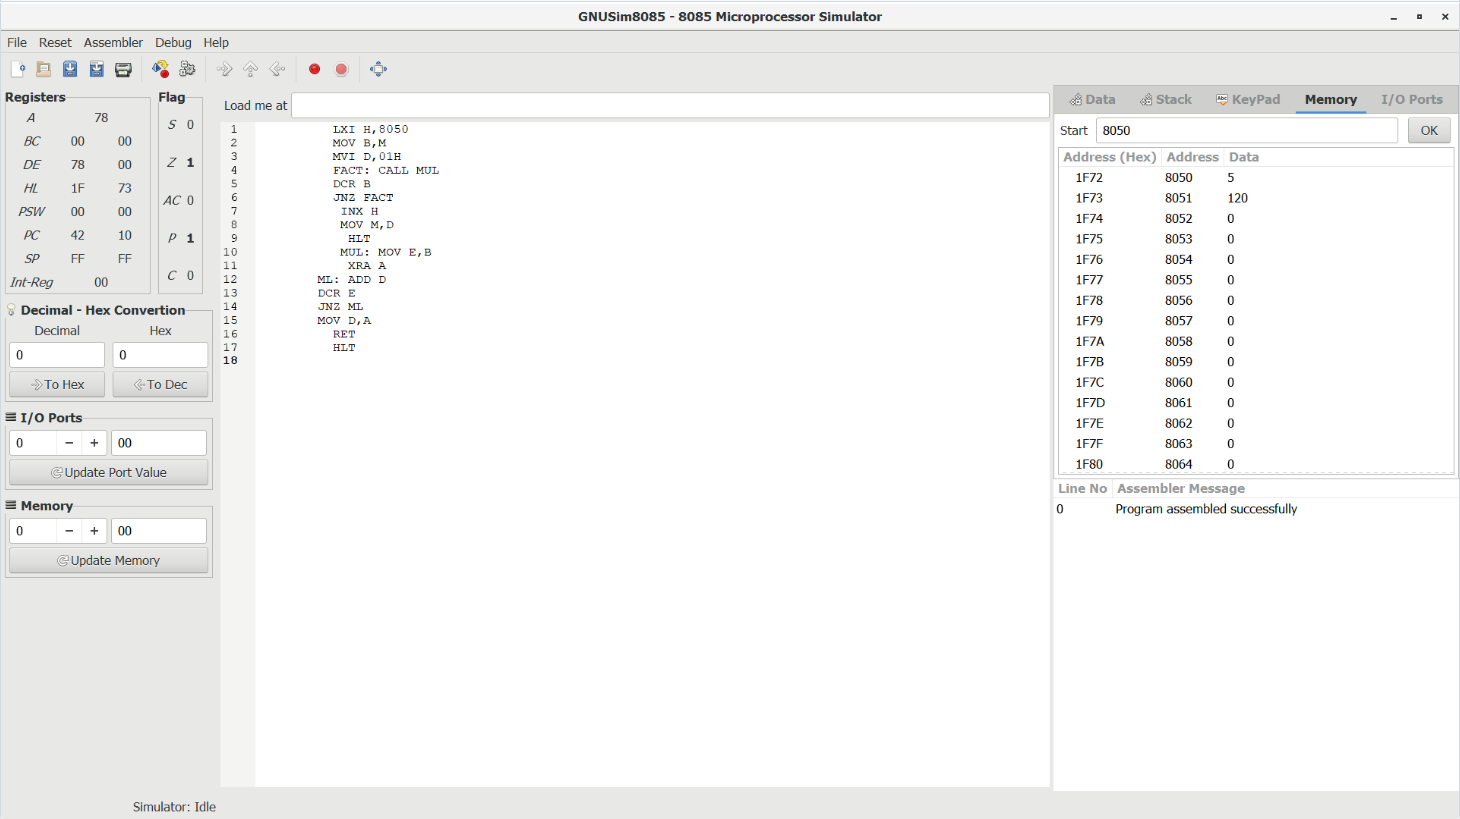 GNUSim8085 - 8085 Microprocessor Simulator
File Reset Assembler Debug Help
Registers
A 78
BC 00 00
DE 78 00
HL 1F 73
PSW 00 00
PC 42 10
SP FF FF
Int-Reg 00
Flag
S 0
Z 1
AC 0
P 1
C 0
Decimal - Hex Convertion
Decimal Hex
0 0
To Hex To Dec
I/O Ports
0 - + 00
Update Port Value
Memory
0 - + 00
Update Memory
Load me at
1 LXI H,8050
2 MOV B,M
3 MVI D,01H
4 FACT: CALL MUL
5 DCR B
6 JNZ FACT
7 INX H
8 MOV M,D
9 HLT
10 MUL: MOV E,B
11 XRA A
12 ML: ADD D
13 DCR E
14 JNZ ML
15 MOV D,A
16 RET
17 HLT
18
Data Stack Abc KeyPad Memory I/O Ports
Start 8050 OK
Address (Hex) Address Data
1F72 8050 5
1F73 8051 120
1F74 8052 0
1F75 8053 0
1F76 8054 0
1F77 8055 0
1F78 8056 0
1F79 8057 0
1F7A 8058 0
1F7B 8059 0
1F7C 8060 0
1F7D 8061 0
1F7E 8062 0
1F7F 8063 0
1F80 8064 0
Line No Assembler Message
0 Program assembled successfully
Simulator: Idle